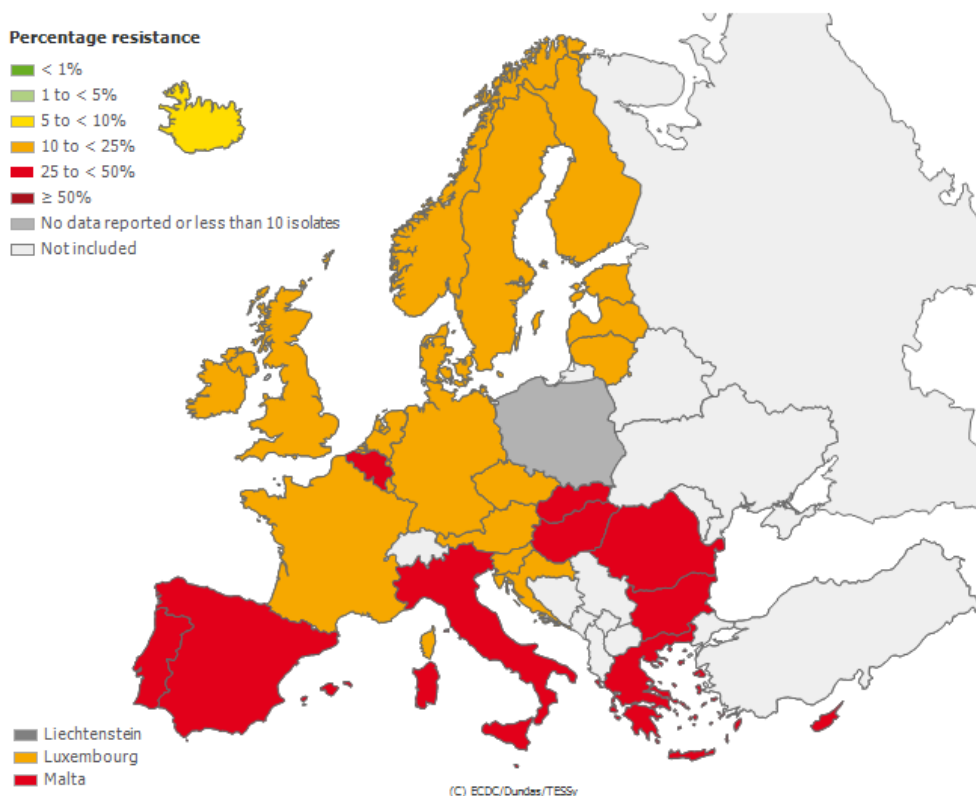 Percentage resistance
< 1%
1 to < 5%
5 to < 10%
10 to < 25%
25 to < 50%
≥ 50%
No data reported or less than 10 isolates
Not included
Liechtenstein
Luxembourg
Malta
(C) ECDC/Dundas/TESSy